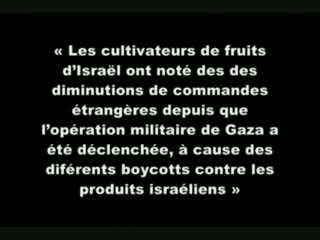 « Les cultivateurs de fruits
d’Israël ont noté des des
diminutions de commandes
étrangères depuis que
l’opération militaire de Gaza a
été déclenchée, à cause des
diférents boycotts contre les
produits israéliens »